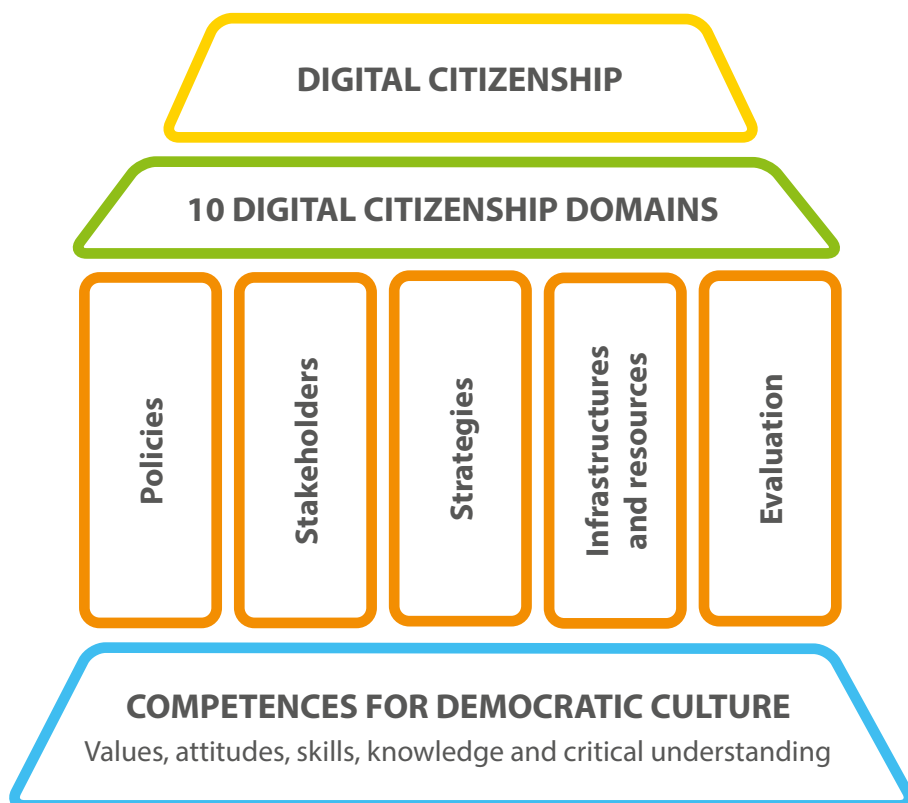 DIGITAL CITIZENSHIP
10 DIGITAL CITIZENSHIP DOMAINS
Policies
Stakeholders
Strategies
Infrastructures
and resources
Evaluation
COMPETENCES FOR DEMOCRATIC CULTURE
Values, attitudes, skills, knowledge and critical understanding